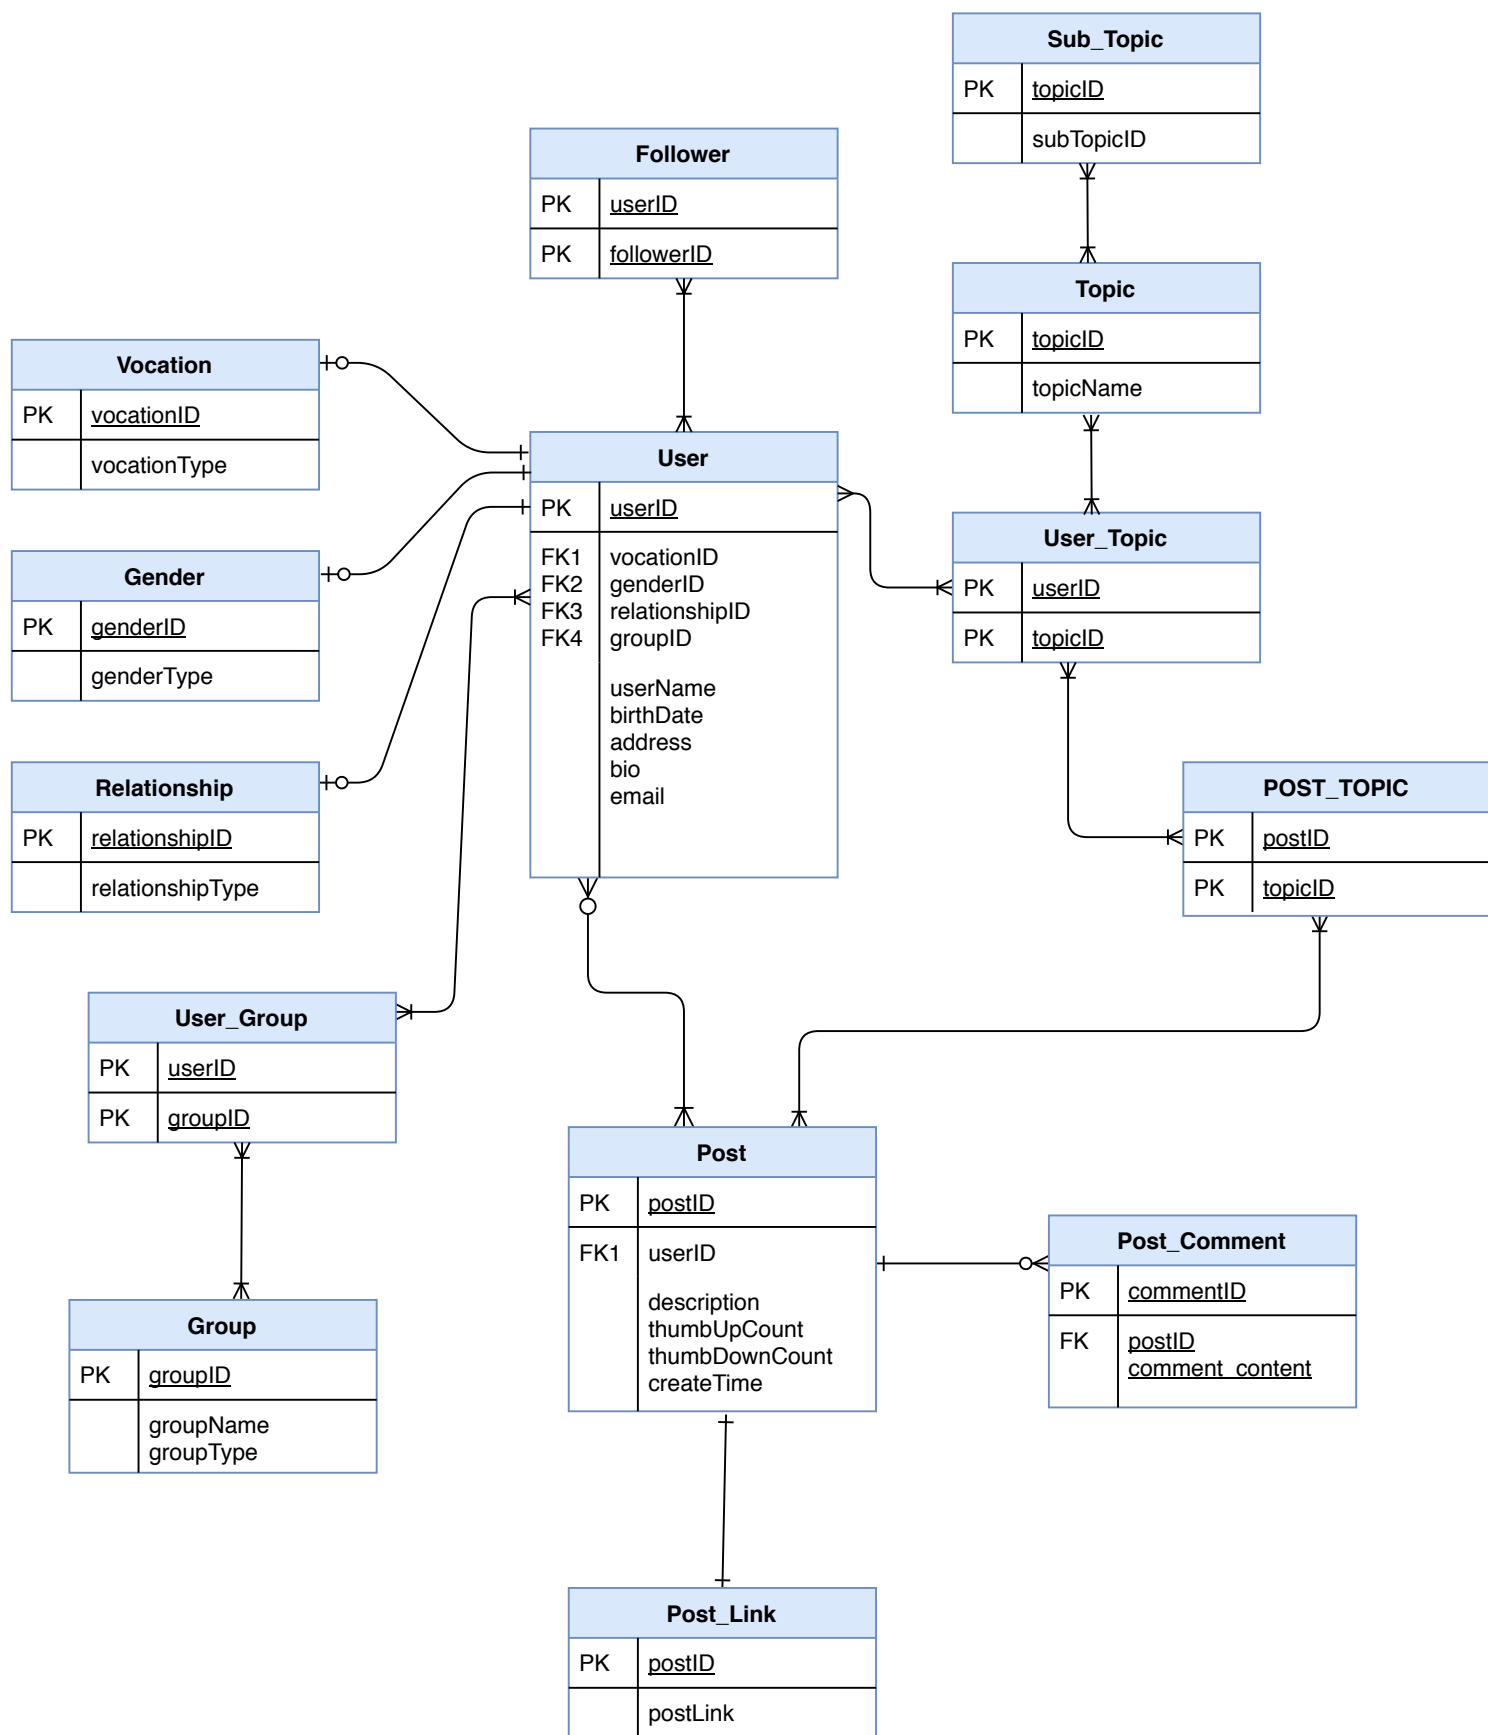 Sub_Topic
PK topicID
subTopicID
Follower
PK userID
PK followerID
Topic
PK topicID
topicName
Vocation
PK vocationID
vocationType
User
PK userID
FK1 vocationID
FK2 genderID
FK3 relationshipID
FK4 groupID
userName
birthDate
address
bio
email
User_Topic
PK userID
PK topicID
Gender
PK genderID
genderType
Relationship
PK relationshipID
relationshipType
POST_TOPIC
PK postID
PK topicID
User_Group
PK userID
PK groupID
Post
PK postID
FK1 userID
description
thumbUpCount
thumbDownCount
createTime
Post_Comment
PK commentID
FK postID
comment_content
Group
PK groupID
groupName
groupType
Post_Link
PK postID
postLink